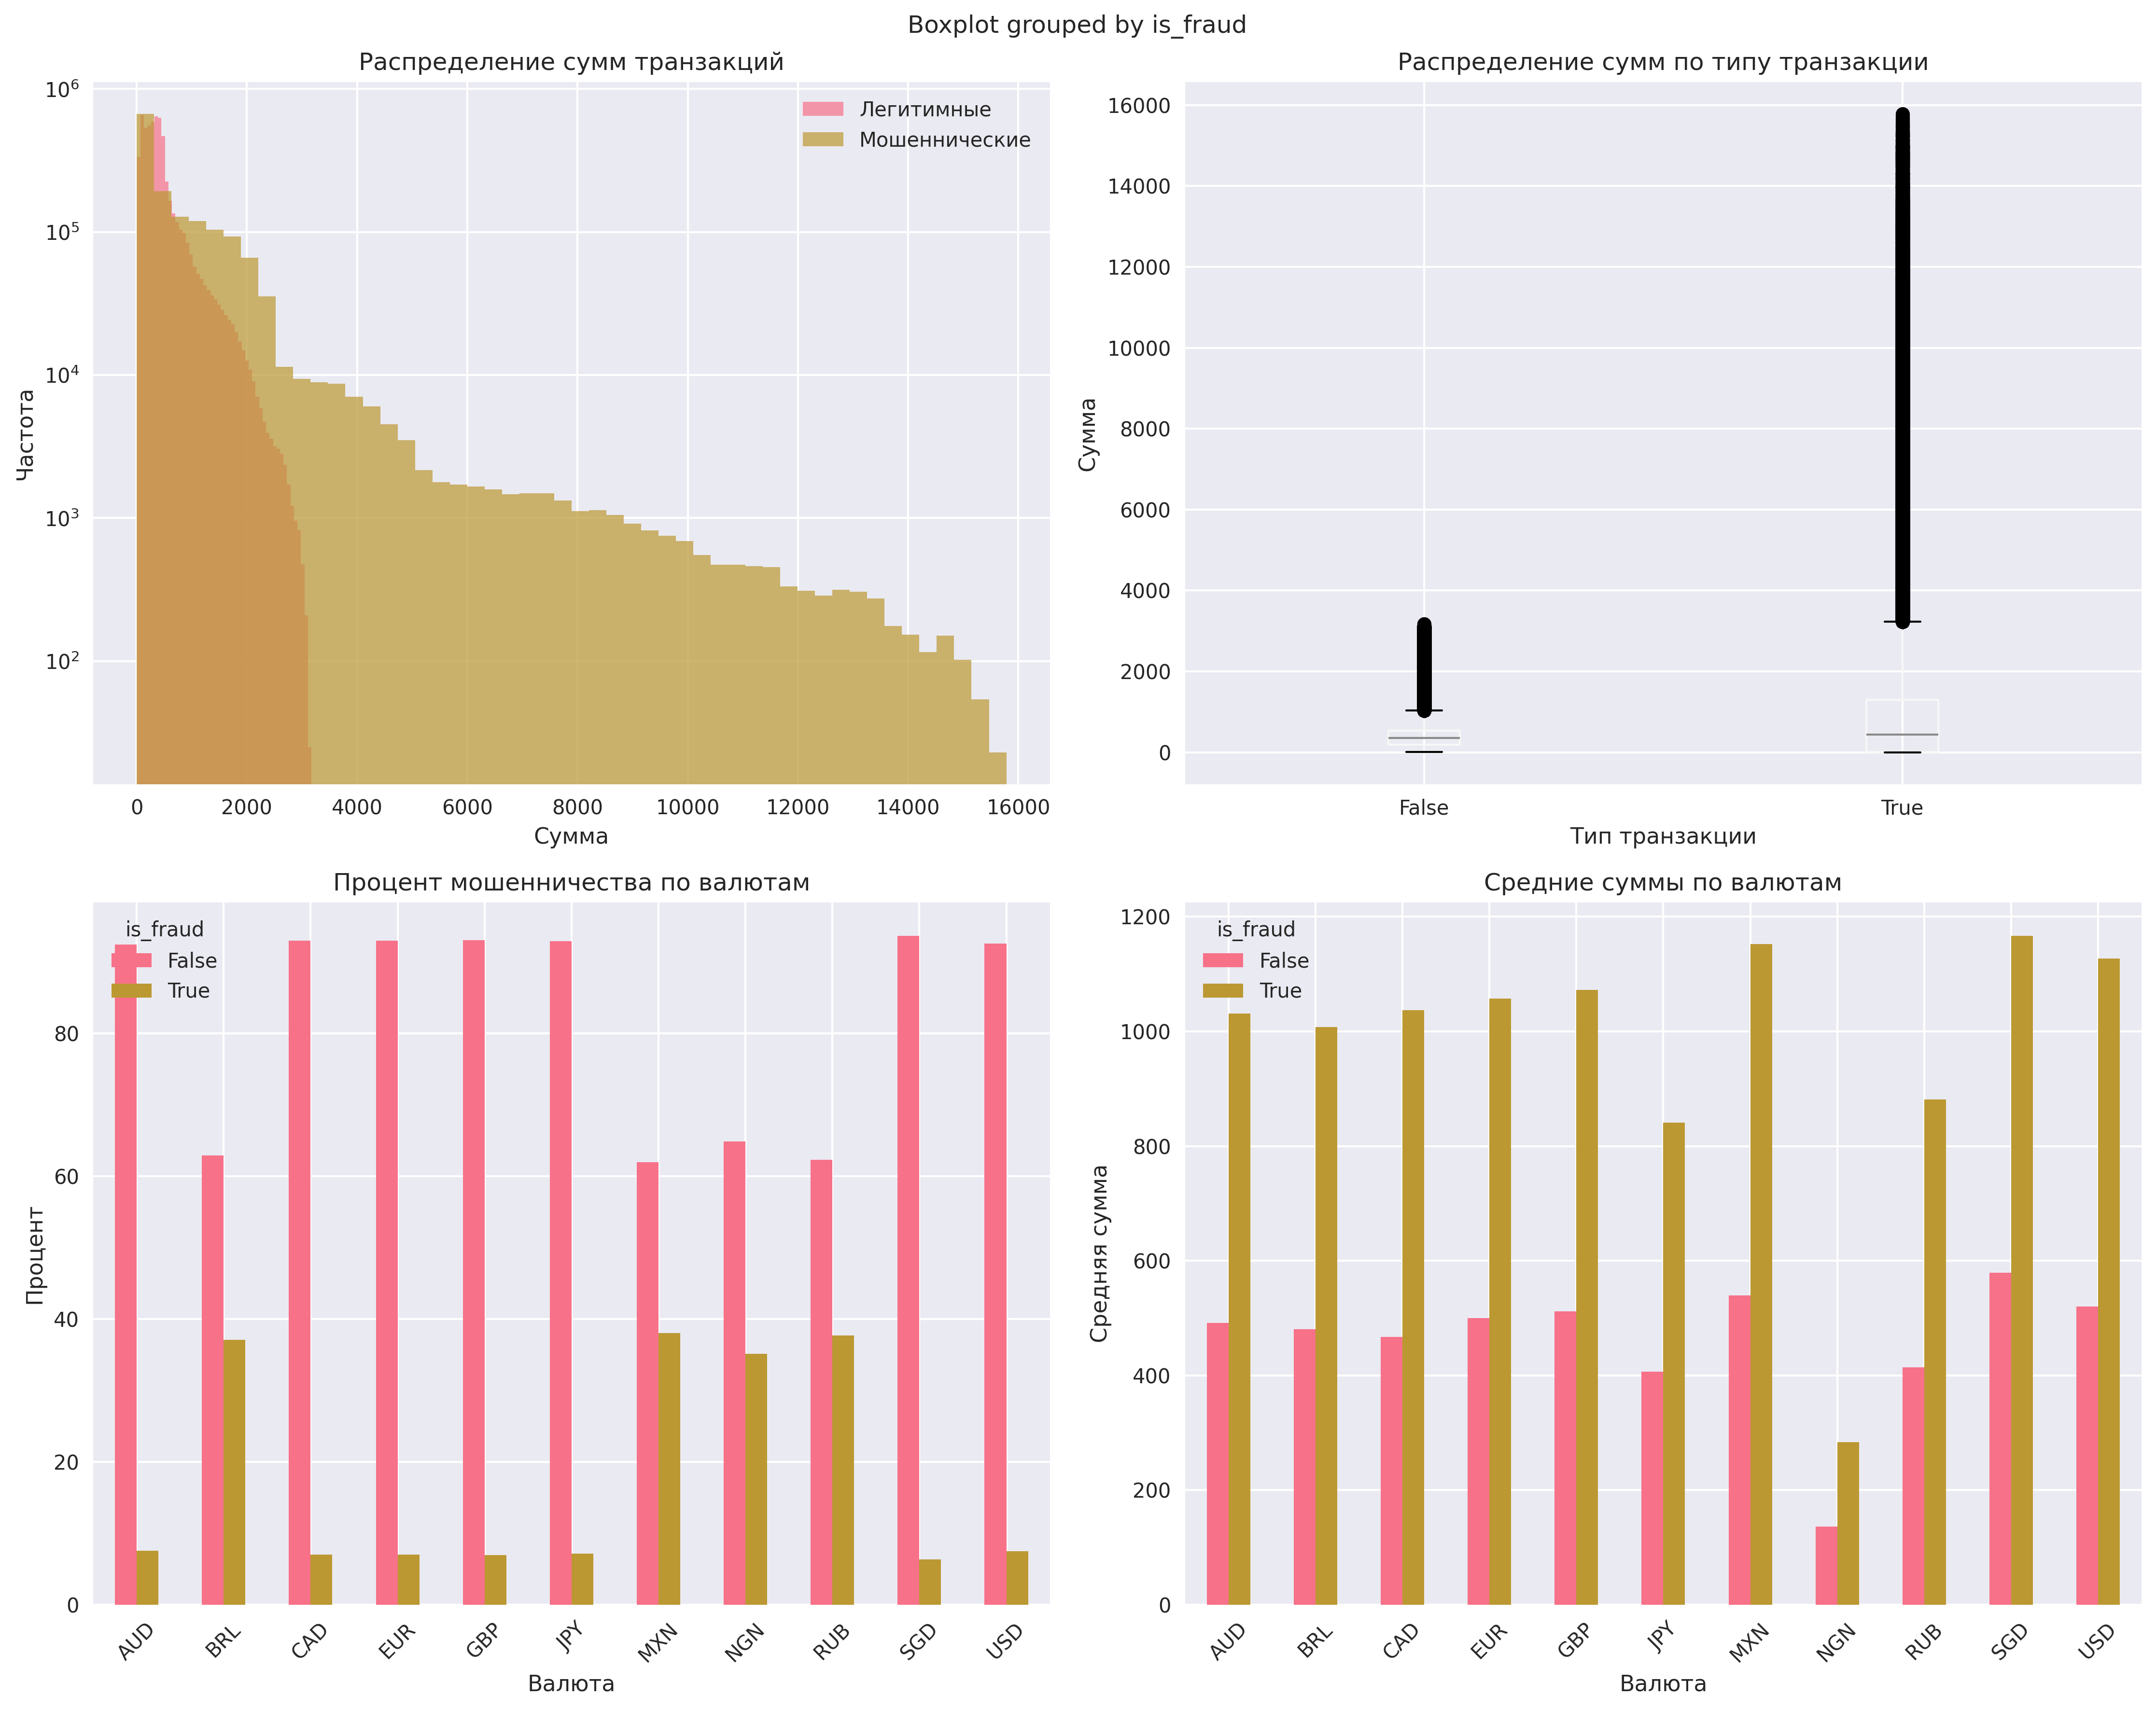 Boxplot grouped by is_fraud
Распределение сумм транзакций
10⁶
10⁵
10⁴
10³
10²
Частота
Легитимные
Мошеннические
0 2000 4000 6000 8000 10000 12000 14000 16000
Сумма
Распределение сумм по типу транзакции
16000
14000
12000
10000
8000
6000
4000
2000
0
Сумма
False True
Тип транзакции
Процент мошенничества по валютам
is_fraud
False
True
80
60
40
20
0
Процент
AUD BRL CAD EUR GBP JPY MXN NGN RUB SGD USD
Валюта
Средние суммы по валютам
is_fraud
False
True
1200
1000
800
600
400
200
0
Средняя сумма
AUD BRL CAD EUR GBP JPY MXN NGN RUB SGD USD
Валюта